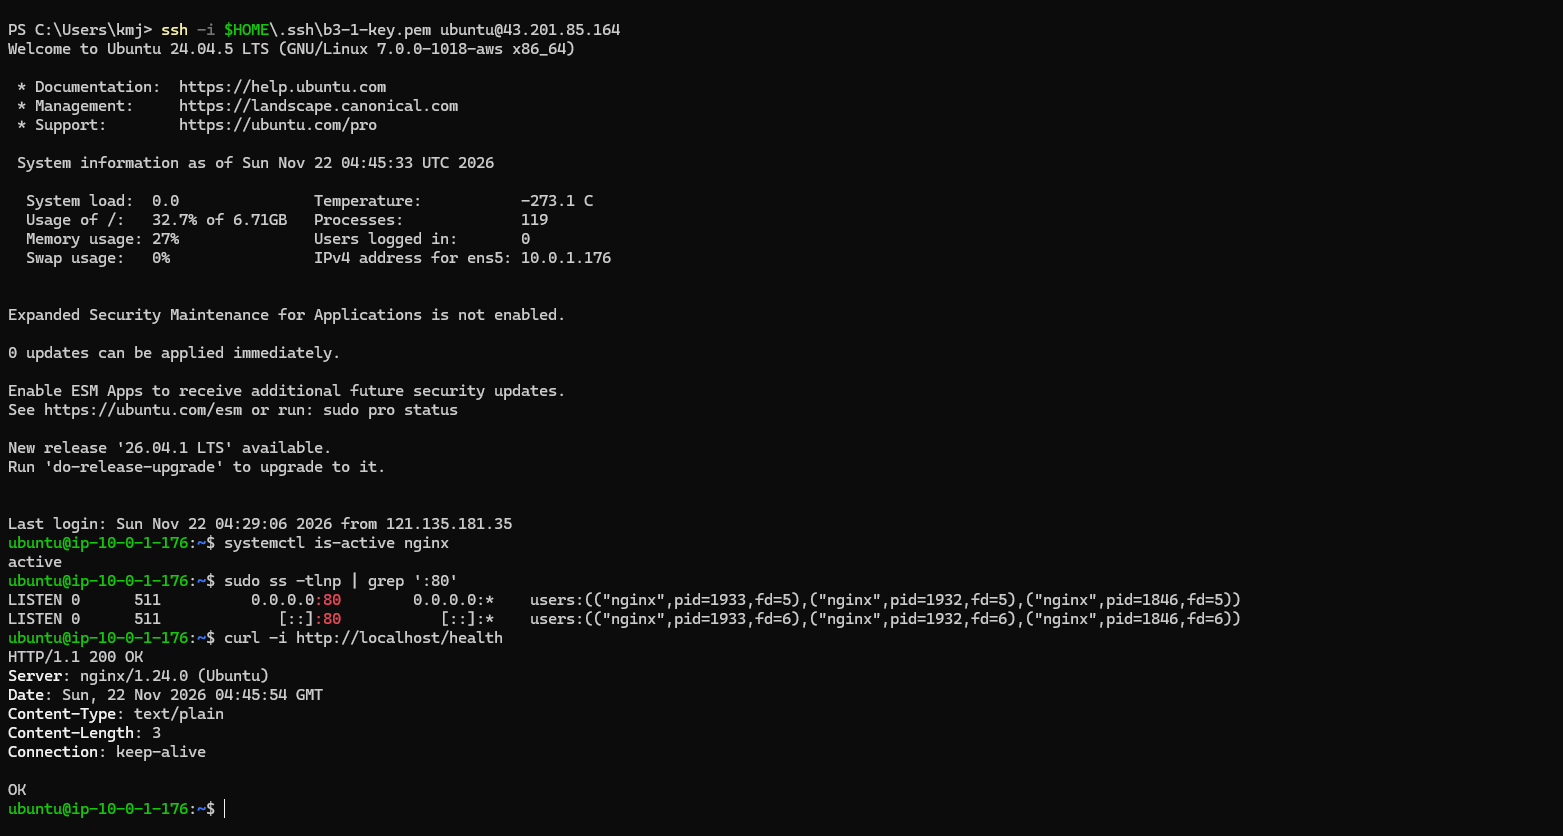 PS C:\Users\kmj> ssh -i $HOME\.ssh\b3-1-key.pem ubuntu@43.201.85.164
Welcome to Ubuntu 24.04.5 LTS (GNU/Linux 7.0.0-1018-aws x86_64)
 * Documentation:  https://help.ubuntu.com
 * Management:     https://landscape.canonical.com
 * Support:        https://ubuntu.com/pro
 System information as of Sun Nov 22 04:45:33 UTC 2026
  System load:  0.0               Temperature:           -273.1 C
  Usage of /:   32.7% of 6.71GB   Processes:             119
  Memory usage: 27%               Users logged in:       0
  Swap usage:   0%                IPv4 address for ens5: 10.0.1.176
Expanded Security Maintenance for Applications is not enabled.
0 updates can be applied immediately.
Enable ESM Apps to receive additional future security updates.
See https://ubuntu.com/esm or run: sudo pro status
New release '26.04.1 LTS' available.
Run 'do-release-upgrade' to upgrade to it.
Last login: Sun Nov 22 04:29:06 2026 from 121.135.181.35
ubuntu@ip-10-0-1-176:~$ systemctl is-active nginx
active
ubuntu@ip-10-0-1-176:~$ sudo ss -tlnp | grep ':80'
LISTEN 0      511          0.0.0.0:80        0.0.0.0:*    users:(("nginx",pid=1933,fd=5),("nginx",pid=1932,fd=5),("nginx",pid=1846,fd=5))
LISTEN 0      511             [::]:80           [::]:*    users:(("nginx",pid=1933,fd=6),("nginx",pid=1932,fd=6),("nginx",pid=1846,fd=6))
ubuntu@ip-10-0-1-176:~$ curl -i http://localhost/health
HTTP/1.1 200 OK
Server: nginx/1.24.0 (Ubuntu)
Date: Sun, 22 Nov 2026 04:45:54 GMT
Content-Type: text/plain
Content-Length: 3
Connection: keep-alive
OK
ubuntu@ip-10-0-1-176:~$